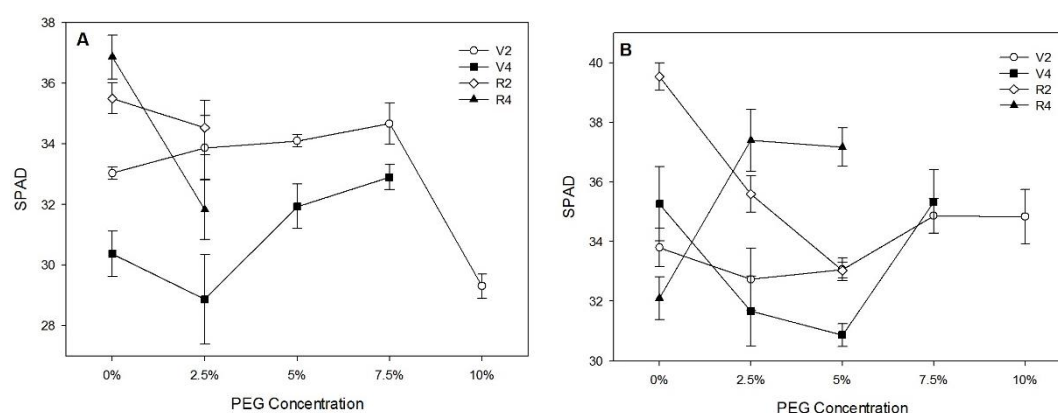 A
38
36
34
32
30
28
SPAD
0%
2.5%
5%
7.5%
10%
PEG Concentration
V2
V4
R2
R4
B
40
38
36
34
32
30
SPAD
0%
2.5%
5%
7.5%
10%
PEG Concentration
V2
V4
R2
R4